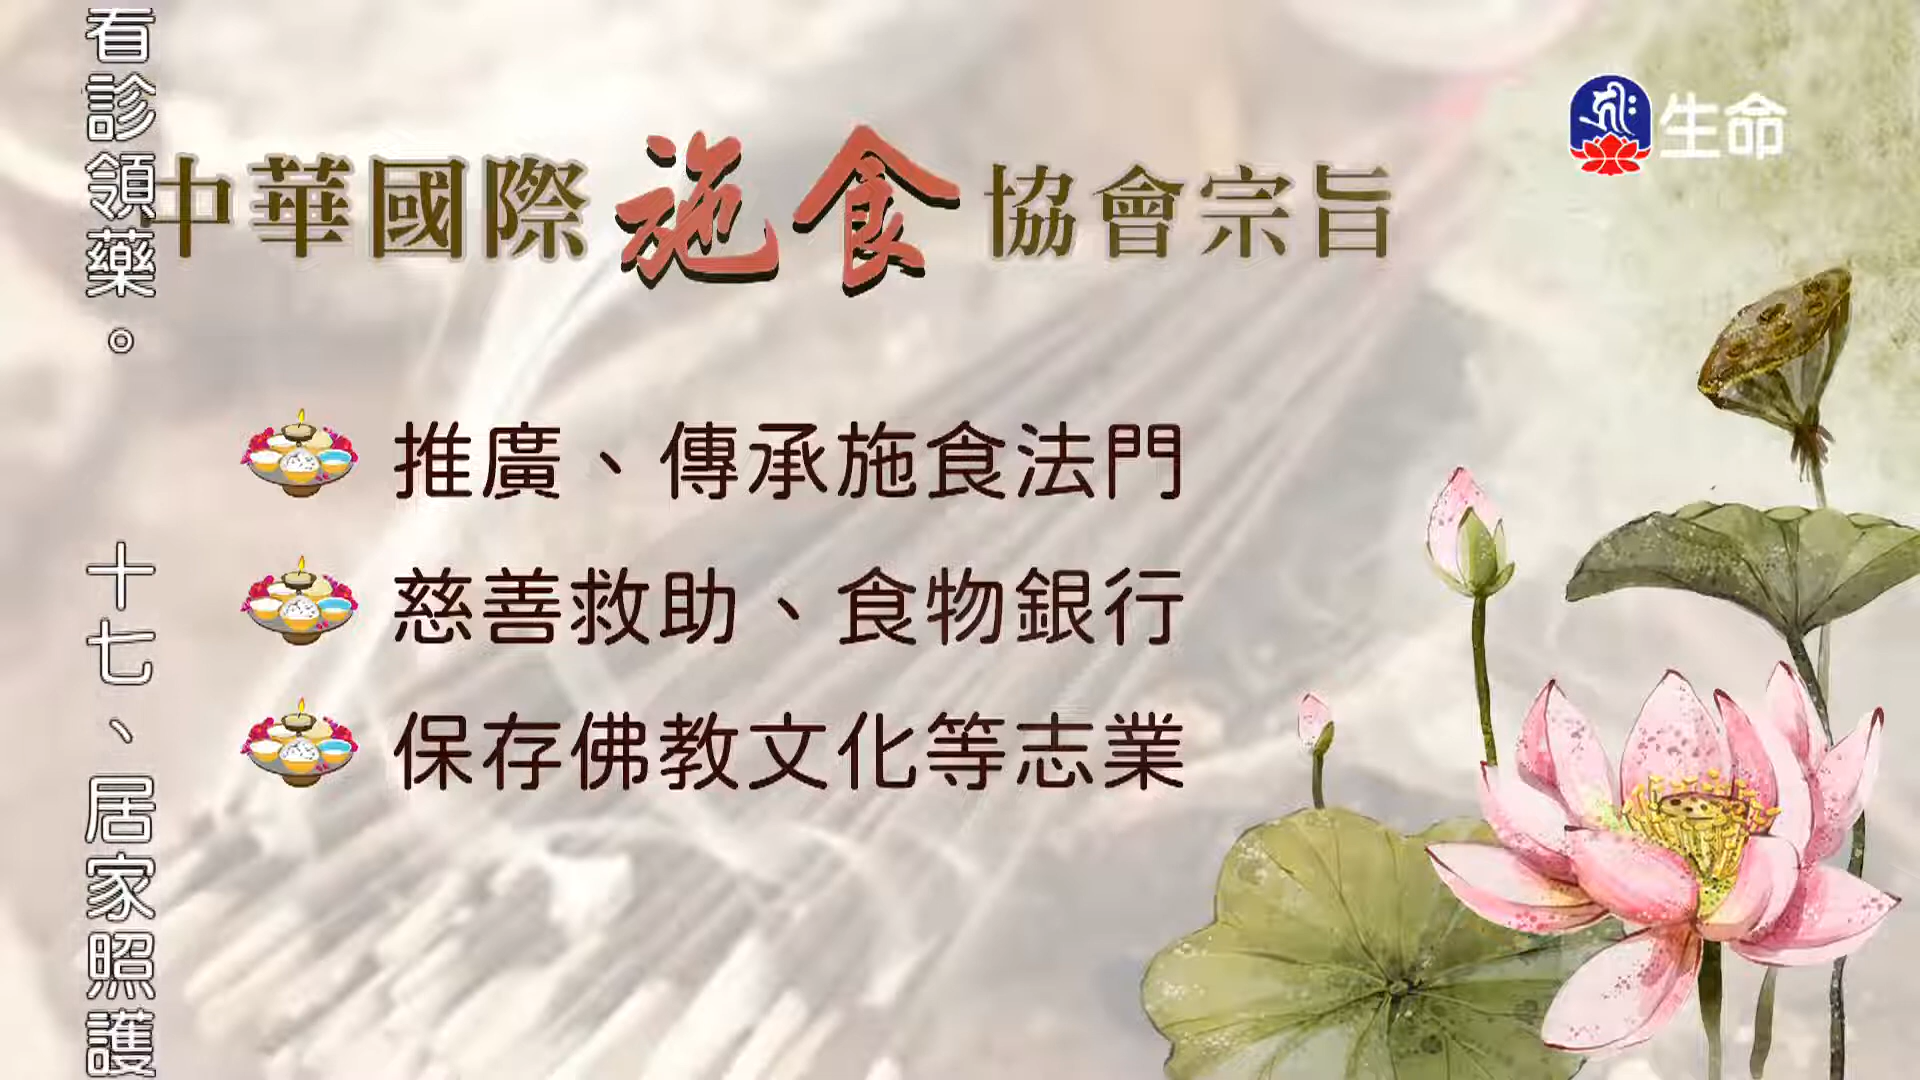 中華國際施食協會宗旨
推廣、傳承施食法門
慈善救助、食物銀行
保存佛教文化等志業
生命
看診領藥。 十七、居家照護